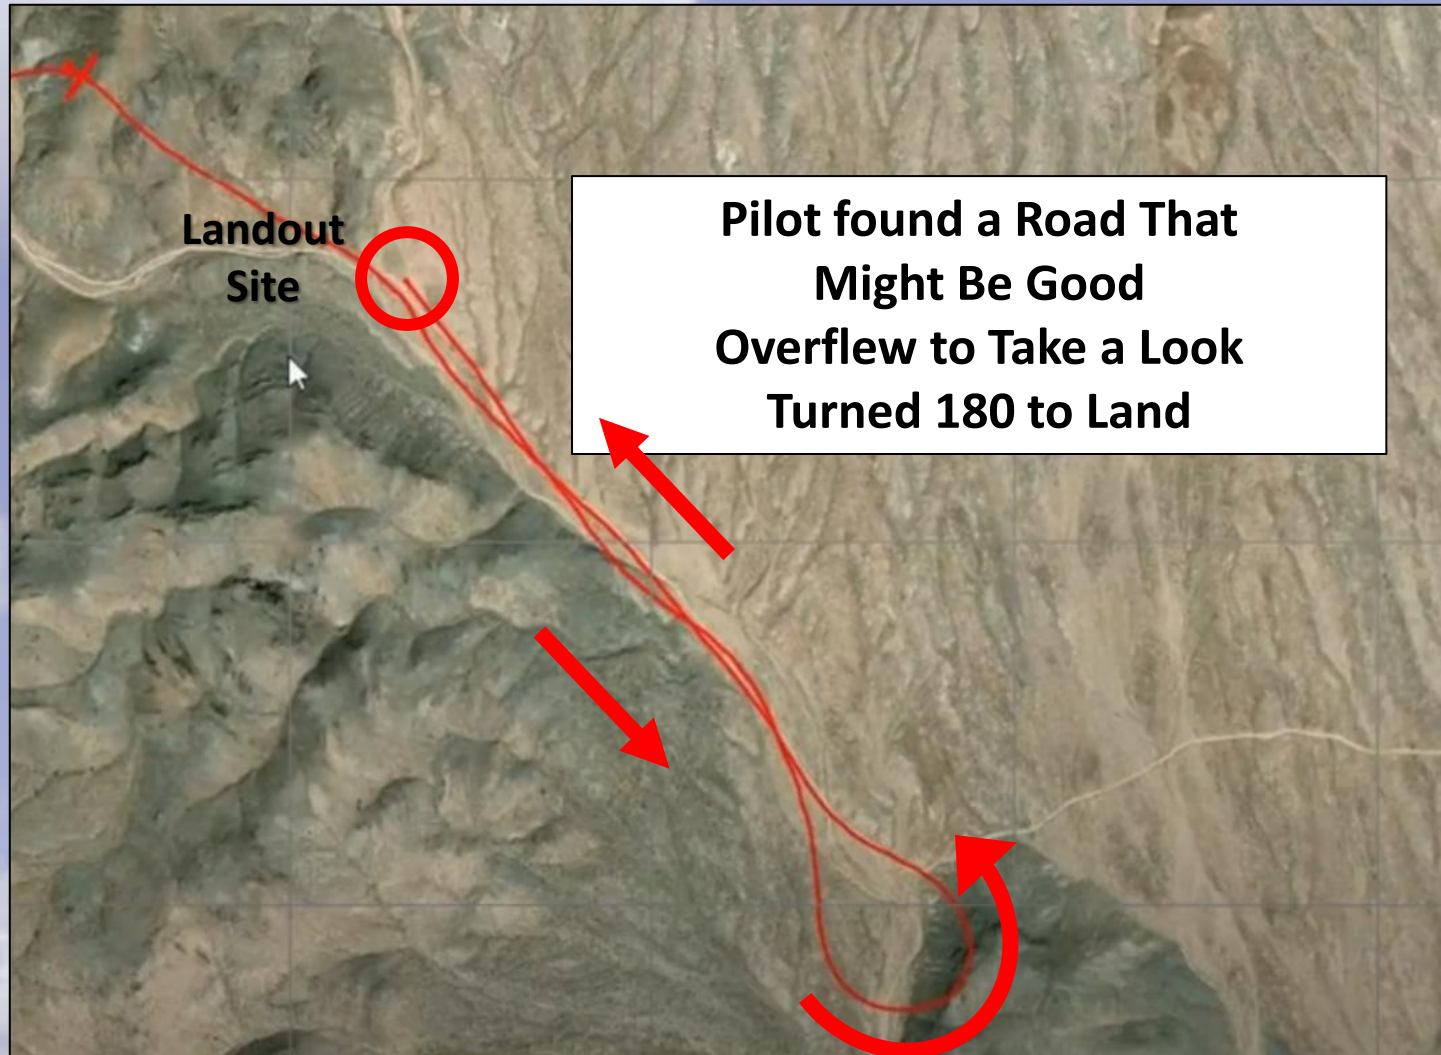 Landout
Site
Pilot found a Road That
Might Be Good
Overflew to Take a Look
Turned 180 to Land